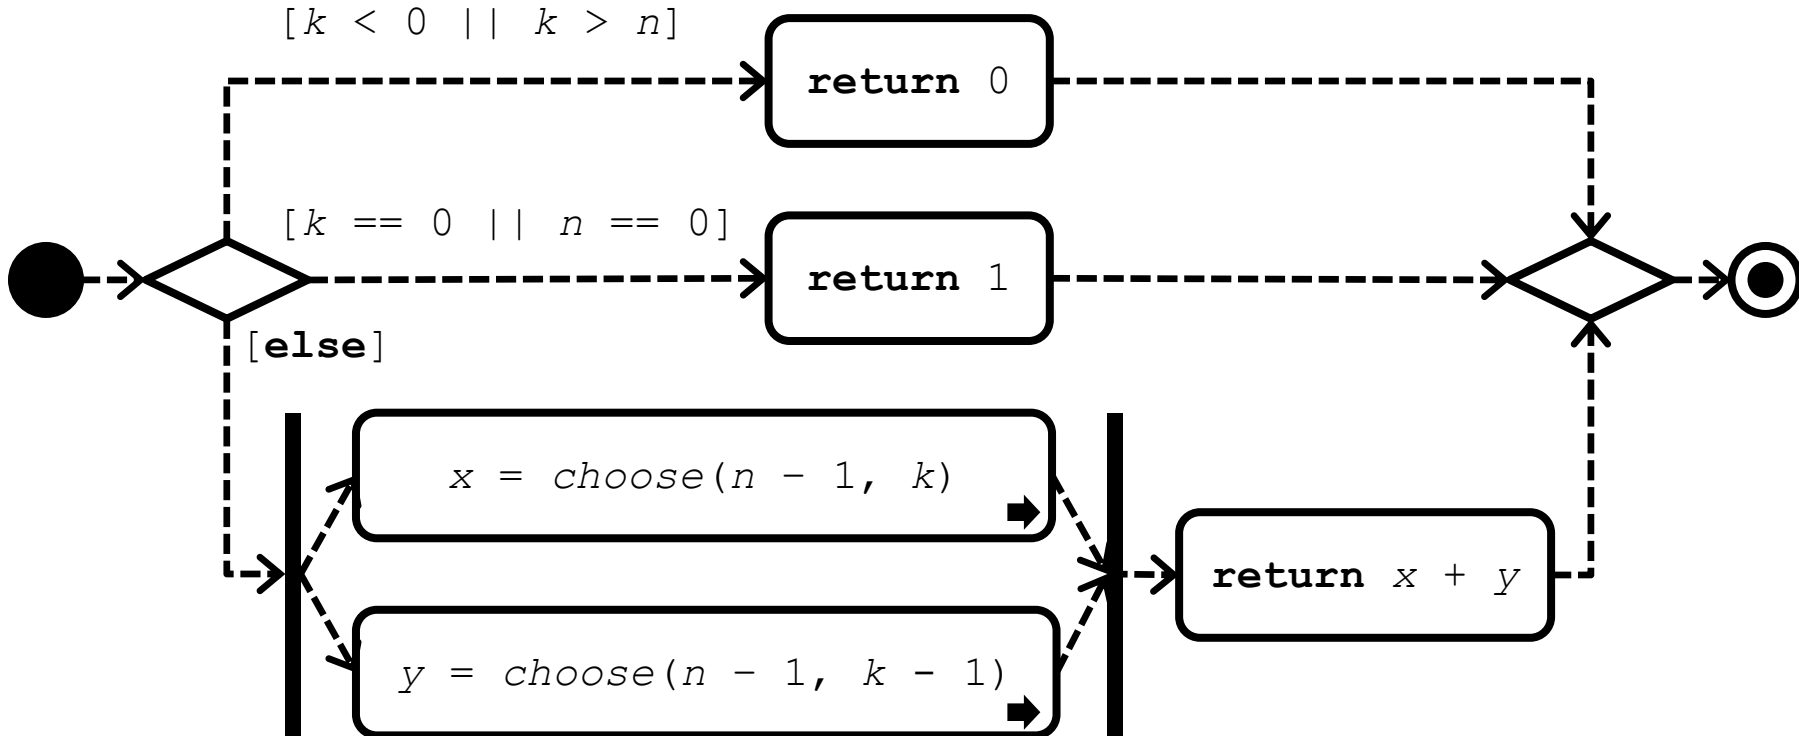 [k < 0 || k > n]
return 0
[k == 0 || n == 0]
return 1
[else]
x = choose(n - 1, k)
return x + y
y = choose(n - 1, k - 1)